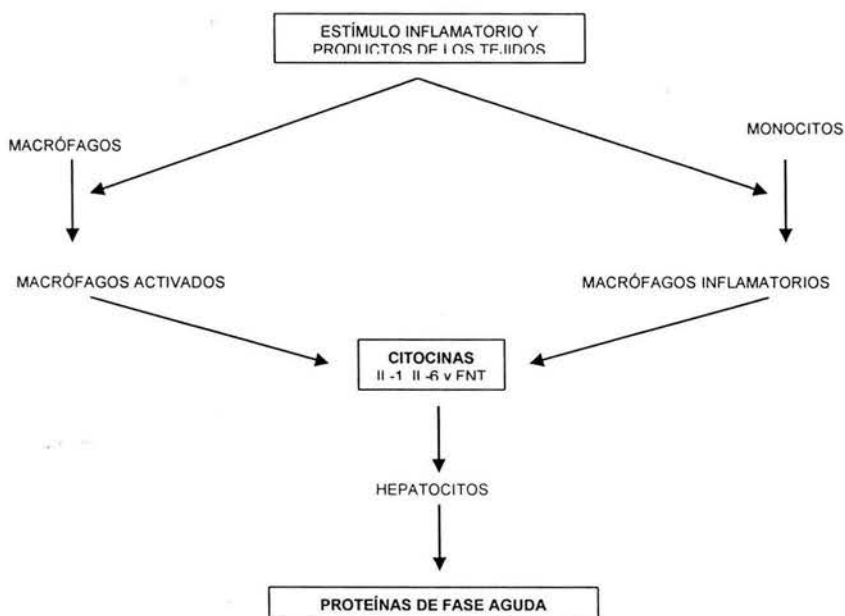 ESTÍMULO INFLAMATORIO Y
PRODUCTOS DE LOS TEJIDOS
MACRÓFAGOS
MONOCITOS
MACRÓFAGOS ACTIVADOS
MACRÓFAGOS INFLAMATORIOS
CITOCINAS
IL-1, IL-6 y FNT
HEPATOCITOS
PROTEÍNAS DE FASE AGUDA